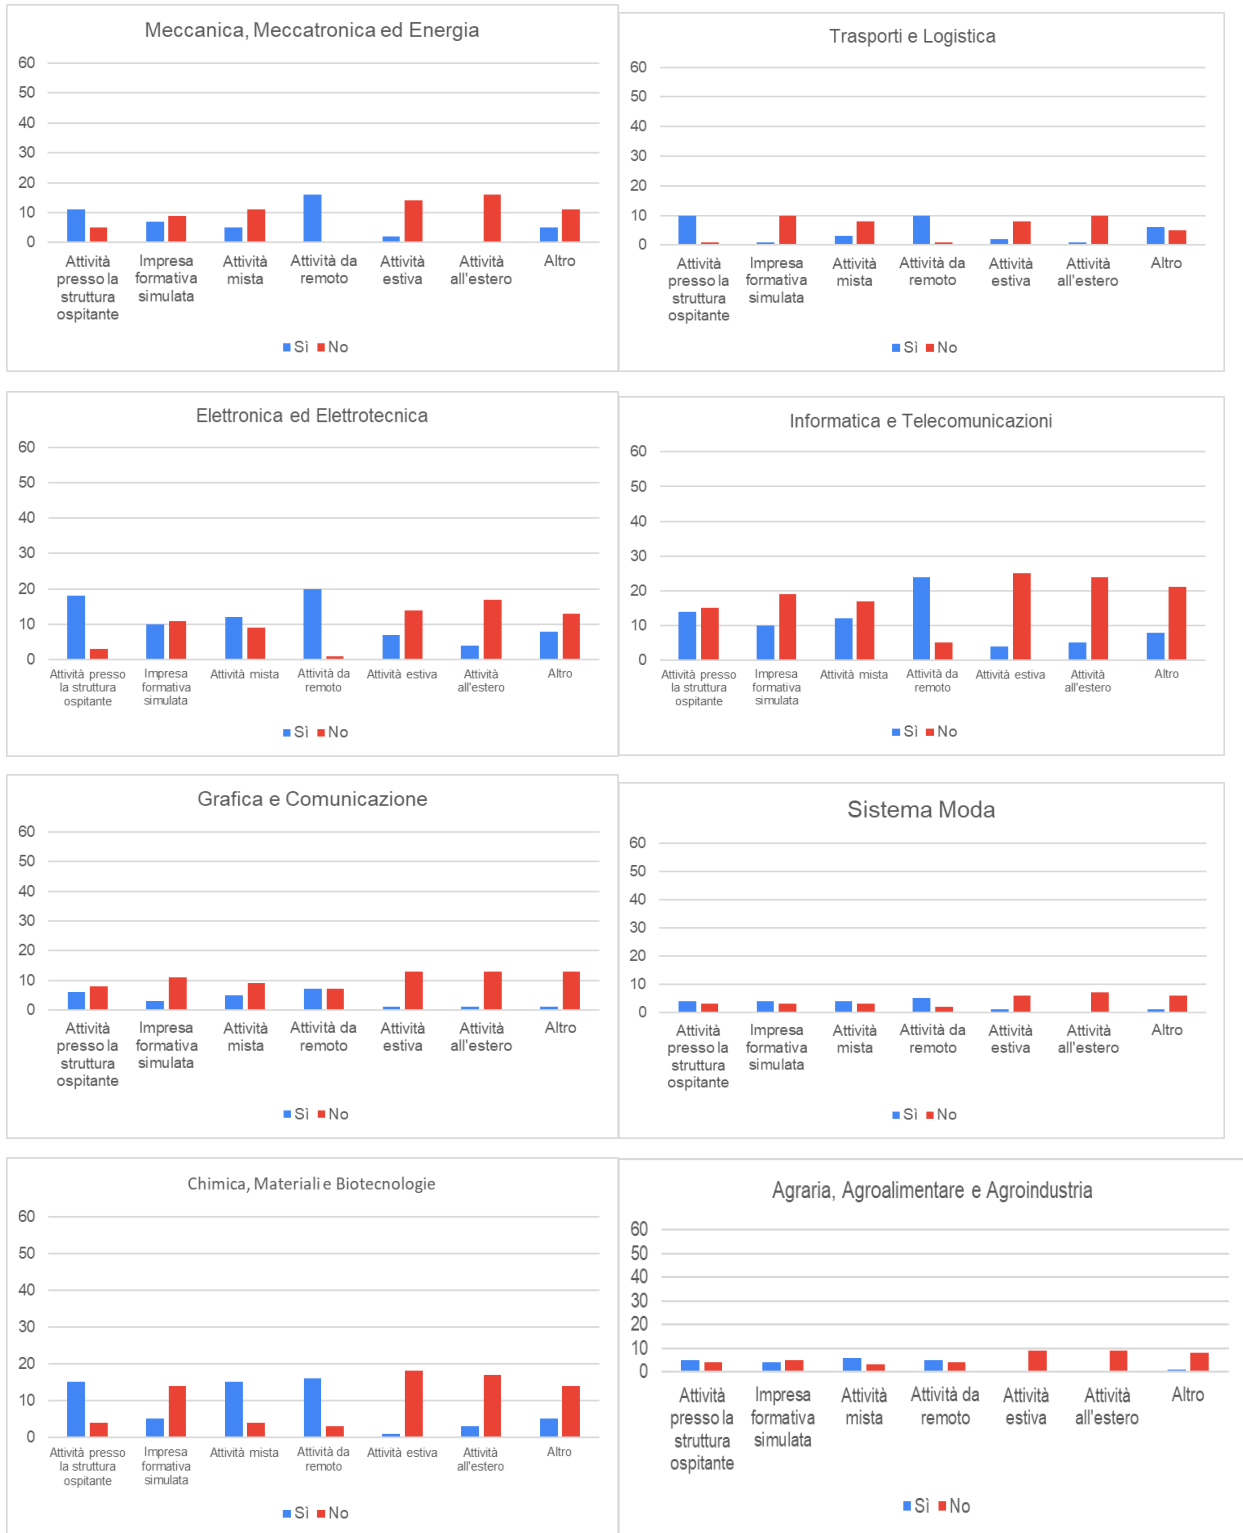 Meccanica, Meccatronica ed Energia
60
50
40
30
20
10
0
Attività presso la struttura ospitante
Impresa formativa simulata
Attività mista
Attività da remoto
Attività estiva
Attività all'estero
Altro
Sì No
Trasporti e Logistica
60
50
40
30
20
10
0
Attività presso la struttura ospitante
Impresa formativa simulata
Attività mista
Attività da remoto
Attività estiva
Attività all'estero
Altro
Sì No
Elettronica ed Elettrotecnica
60
50
40
30
20
10
0
Attività presso la struttura ospitante
Impresa formativa simulata
Attività mista
Attività da remoto
Attività estiva
Attività all'estero
Altro
Sì No
Informatica e Telecomunicazioni
60
50
40
30
20
10
0
Attività presso la struttura ospitante
Impresa formativa simulata
Attività mista
Attività da remoto
Attività estiva
Attività all'estero
Altro
Sì No
Grafica e Comunicazione
60
50
40
30
20
10
0
Attività presso la struttura ospitante
Impresa formativa simulata
Attività mista
Attività da remoto
Attività estiva
Attività all'estero
Altro
Sì No
Sistema Moda
60
50
40
30
20
10
0
Attività presso la struttura ospitante
Impresa formativa simulata
Attività mista
Attività da remoto
Attività estiva
Attività all'estero
Altro
Sì No
Chimica, Materiali e Biotecnologie
60
50
40
30
20
10
0
Attività presso la struttura ospitante
Impresa formativa simulata
Attività mista
Attività da remoto
Attività estiva
Attività all'estero
Altro
Sì No
Agraria, Agroalimentare e Agroindustria
60
50
40
30
20
10
0
Attività presso la struttura ospitante
Impresa formativa simulata
Attività mista
Attività da remoto
Attività estiva
Attività all'estero
Altro
Sì No